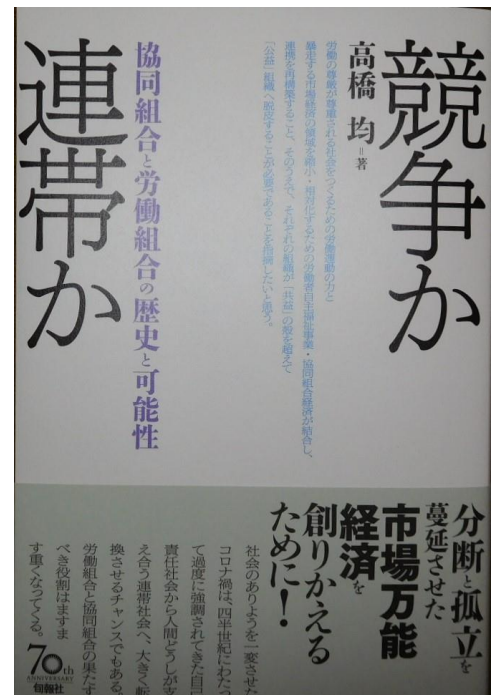 競争か
高橋 均=著
労働の尊厳が尊重される社会をつくるための労働運動の力と
暴走する市場経済の領域を縮小・相対化するための労働者自主福祉事業・協同組合経済が結合し、
連携を再構築すること、そのうえで、それぞれの組織が「共益」の殻を超えて
「公益」組織へ脱皮することが必要であることを指摘したいと思う。
協同組合と労働組合の歴史と可能性
連帯か
分断と孤立を
蔓延させた
市場万能
経済を
創りかえる
ために!
社会のありようを一変させた
コロナ禍は、四半世紀にわたっ
て過度に強調されてきた自己
責任社会から人間どうしが支
え合う連帯社会へ、大きく転
換させるチャンスでもある。
労働組合と協同組合の果たす
べき役割はますま
す重くなってくる。
70th
ANNIVERSARY
旬報社